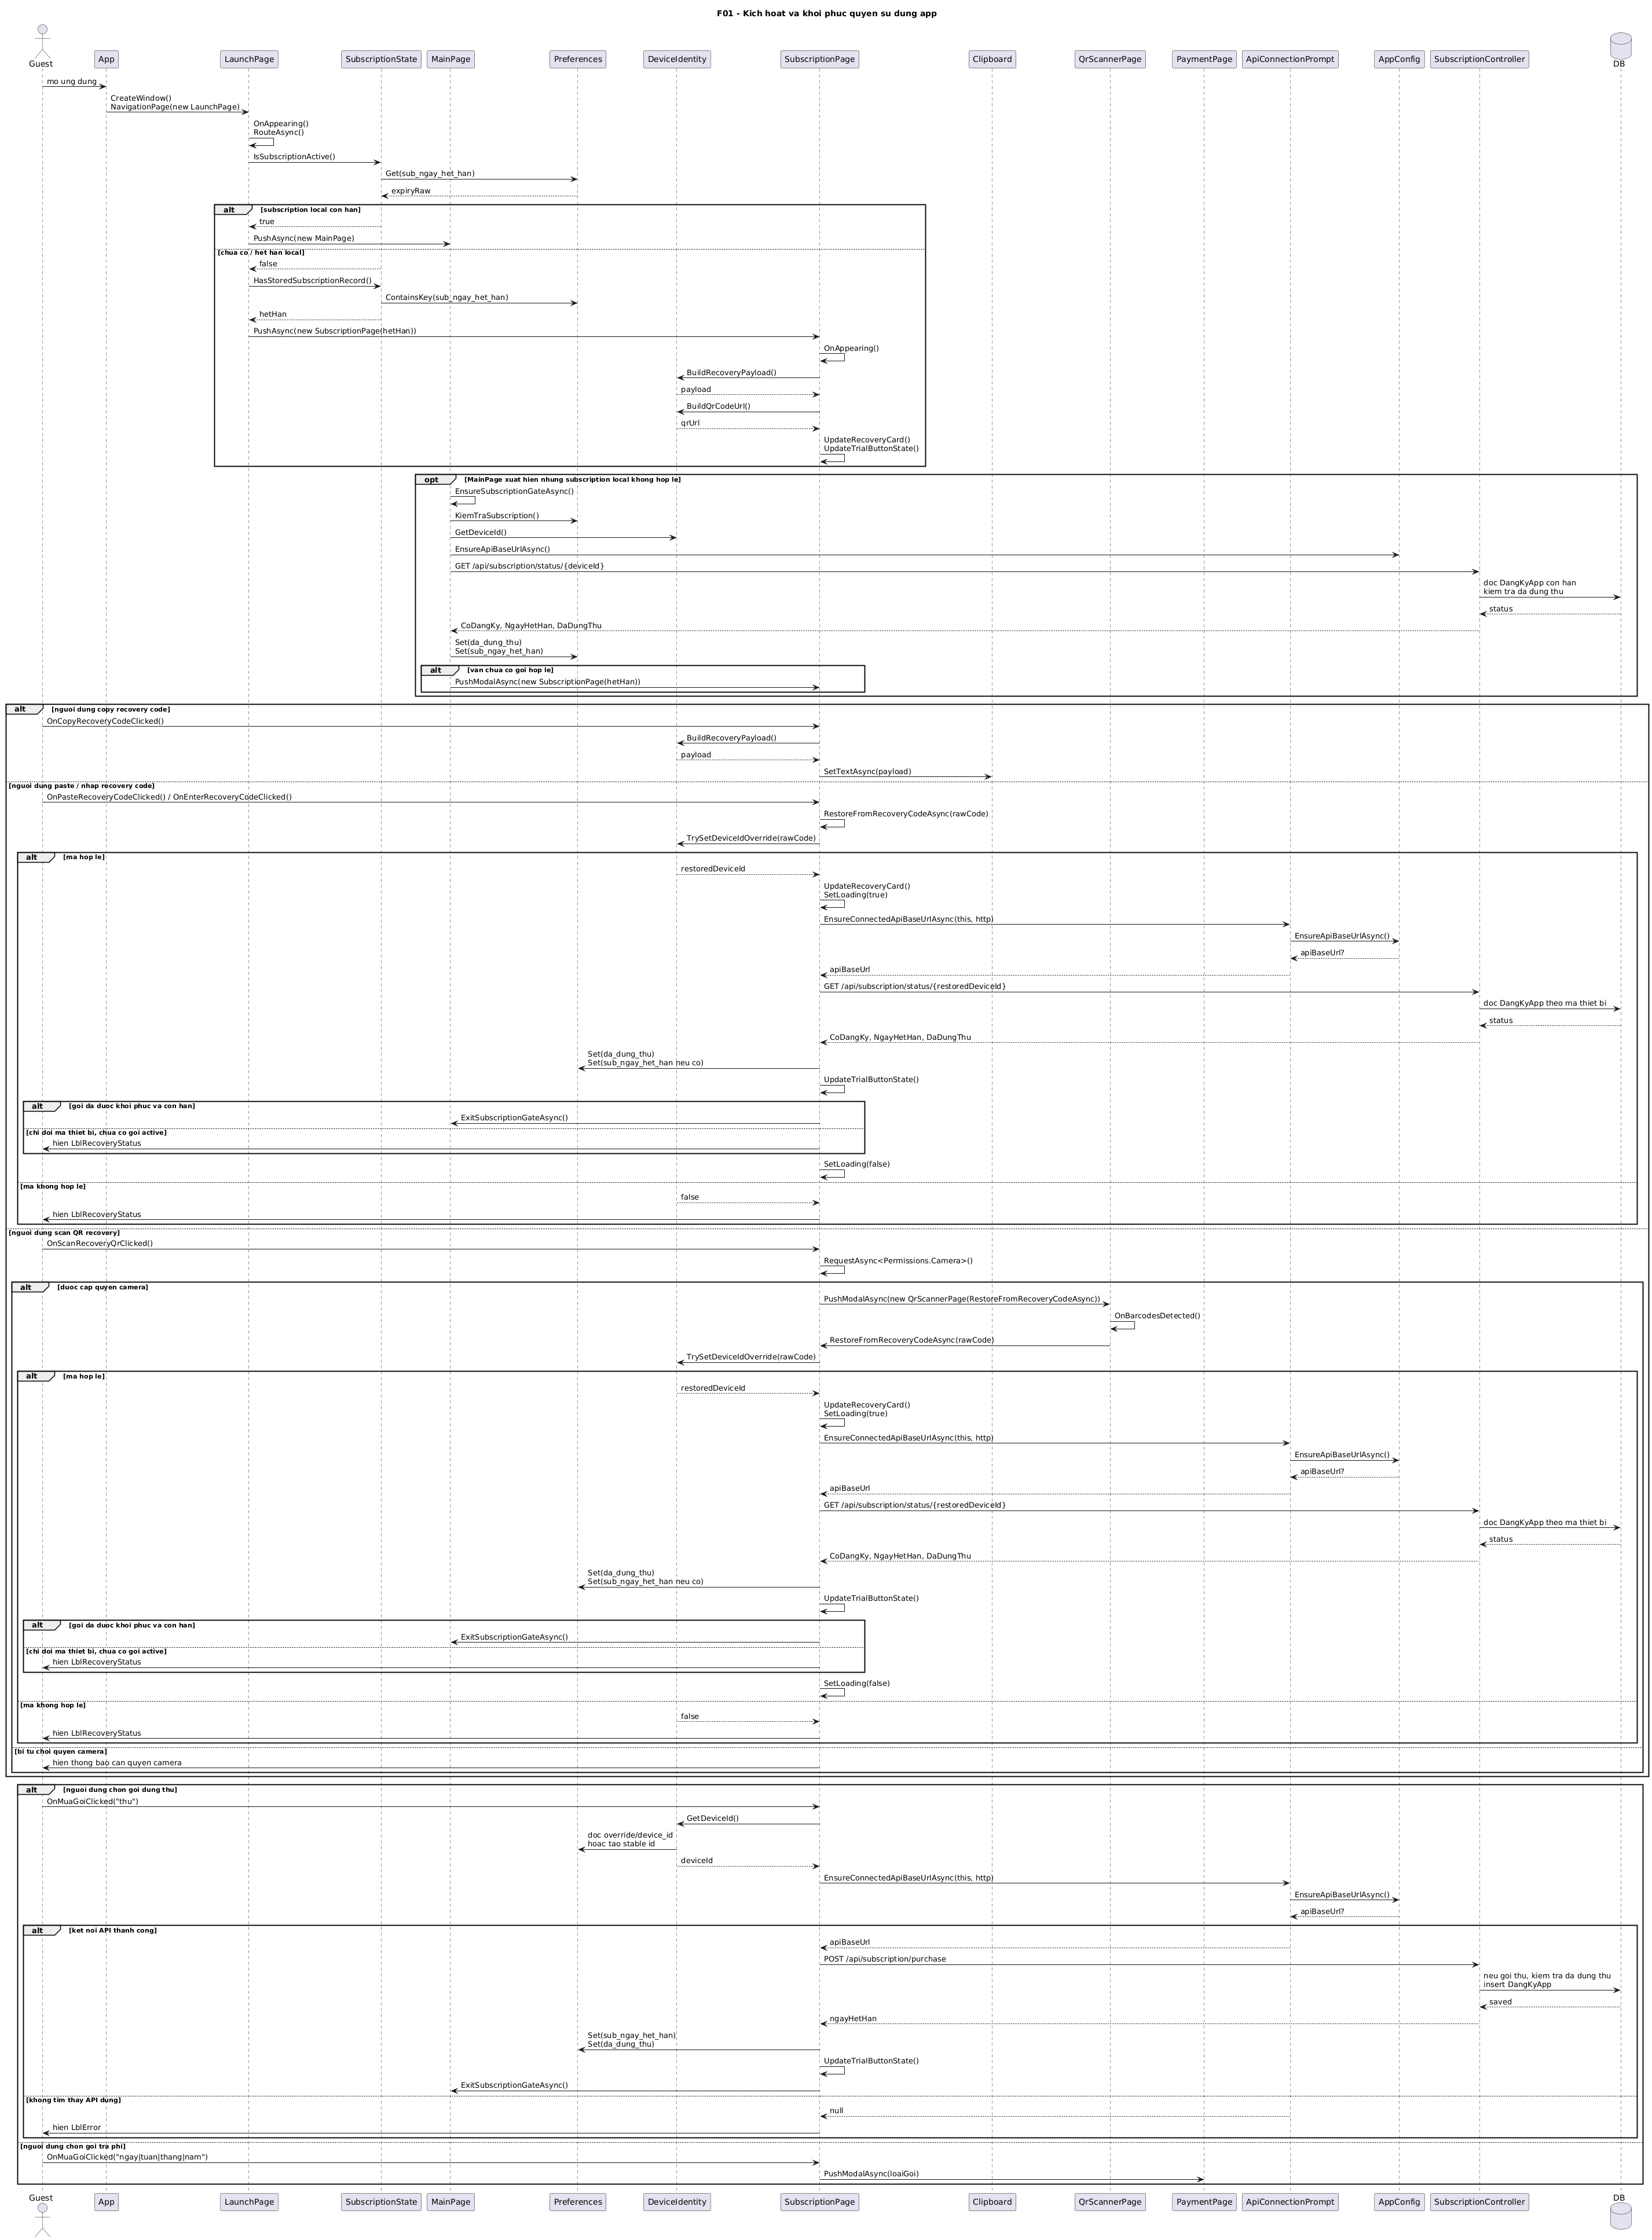 F01 - Kich hoat va khoi phuc quyen su dung app
Guest
App
LaunchPage
SubscriptionState
MainPage
Preferences
DeviceIdentity
SubscriptionPage
Clipboard
QrScannerPage
PaymentPage
ApiConnectionPrompt
AppConfig
SubscriptionController
DB
mo ung dung
CreateWindow()
NavigationPage(new LaunchPage)
OnAppearing()
RouteAsync()
IsSubscriptionActive()
Get(sub_ngay_het_han)
expiryRaw
alt [subscription local con han]
true
PushAsync(new MainPage)
[chua co / het han local]
false
HasStoredSubscriptionRecord()
ContainsKey(sub_ngay_het_han)
hetHan
PushAsync(new SubscriptionPage(hetHan))
OnAppearing()
BuildRecoveryPayload()
payload
BuildQrCodeUrl()
qrUrl
UpdateRecoveryCard()
UpdateTrialButtonState()
opt [MainPage xuat hien nhung subscription local khong hop le]
EnsureSubscriptionGateAsync()
KiemTraSubscription()
GetDeviceId()
EnsureApiBaseUrlAsync()
GET /api/subscription/status/{deviceId}
doc DangKyApp con han
kiem tra da dung thu
status
CoDangKy, NgayHetHan, DaDungThu
Set(da_dung_thu)
Set(sub_ngay_het_han)
alt [van chua co goi hop le]
PushModalAsync(new SubscriptionPage(hetHan))
alt [nguoi dung copy recovery code]
OnCopyRecoveryCodeClicked()
BuildRecoveryPayload()
payload
SetTextAsync(payload)
[nguoi dung paste / nhap recovery code]
OnPasteRecoveryCodeClicked() / OnEnterRecoveryCodeClicked()
RestoreFromRecoveryCodeAsync(rawCode)
TrySetDeviceIdOverride(rawCode)
alt [ma hop le]
restoredDeviceId
UpdateRecoveryCard()
SetLoading(true)
EnsureConnectedApiBaseUrlAsync(this, http)
EnsureApiBaseUrlAsync()
apiBaseUrl?
apiBaseUrl
GET /api/subscription/status/{restoredDeviceId}
doc DangKyApp theo ma thiet bi
status
CoDangKy, NgayHetHan, DaDungThu
Set(da_dung_thu)
Set(sub_ngay_het_han neu co)
UpdateTrialButtonState()
alt [goi da duoc khoi phuc va con han]
ExitSubscriptionGateAsync()
[chi doi ma thiet bi, chua co goi active]
hien LblRecoveryStatus
SetLoading(false)
[ma khong hop le]
false
hien LblRecoveryStatus
[nguoi dung scan QR recovery]
OnScanRecoveryQrClicked()
RequestAsync<Permissions.Camera>()
alt [duoc cap quyen camera]
PushModalAsync(new QrScannerPage(RestoreFromRecoveryCodeAsync))
OnBarcodesDetected()
RestoreFromRecoveryCodeAsync(rawCode)
TrySetDeviceIdOverride(rawCode)
alt [ma hop le]
restoredDeviceId
UpdateRecoveryCard()
SetLoading(true)
EnsureConnectedApiBaseUrlAsync(this, http)
EnsureApiBaseUrlAsync()
apiBaseUrl?
apiBaseUrl
GET /api/subscription/status/{restoredDeviceId}
doc DangKyApp theo ma thiet bi
status
CoDangKy, NgayHetHan, DaDungThu
Set(da_dung_thu)
Set(sub_ngay_het_han neu co)
UpdateTrialButtonState()
alt [goi da duoc khoi phuc va con han]
ExitSubscriptionGateAsync()
[chi doi ma thiet bi, chua co goi active]
hien LblRecoveryStatus
SetLoading(false)
[ma khong hop le]
false
hien LblRecoveryStatus
[bi tu choi quyen camera]
hien thong bao can quyen camera
alt [nguoi dung chon goi dung thu]
OnMuaGoiClicked("thu")
GetDeviceId()
doc override/device_id
hoac tao stable id
deviceId
EnsureConnectedApiBaseUrlAsync(this, http)
EnsureApiBaseUrlAsync()
apiBaseUrl?
alt [ket noi API thanh cong]
apiBaseUrl
POST /api/subscription/purchase
neu goi thu, kiem tra da dung thu
insert DangKyApp
saved
ngayHetHan
Set(sub_ngay_het_han)
Set(da_dung_thu)
UpdateTrialButtonState()
ExitSubscriptionGateAsync()
[khong tim thay API dung]
null
hien LblError
[nguoi dung chon goi tra phi]
OnMuaGoiClicked("ngay|tuan|thang|nam")
PushModalAsync(loaiGoi)
Guest
App
LaunchPage
SubscriptionState
MainPage
Preferences
DeviceIdentity
SubscriptionPage
Clipboard
QrScannerPage
PaymentPage
ApiConnectionPrompt
AppConfig
SubscriptionController
DB